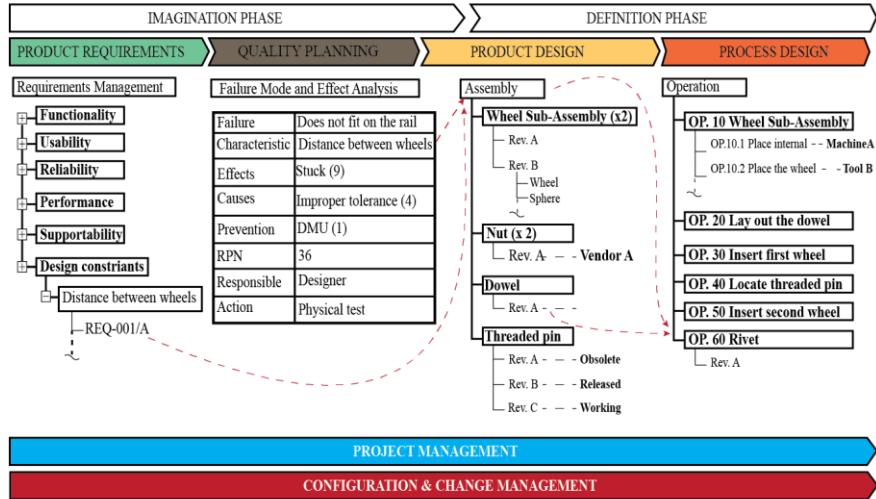 IMAGINATION PHASE
DEFINITION PHASE
PRODUCT REQUIREMENTS
QUALITY PLANNING
PRODUCT DESIGN
PROCESS DESIGN
Requirements Management
Functionality
Usability
Reliability
Performance
Supportability
Design constriants
Distance between wheels
REQ-001/A
Failure Mode and Effect Analysis
Failure Does not fit on the rail
Characteristic Distance between wheels
Effects Stuck (9)
Causes Improper tolerance (4)
Prevention DMU (1)
RPN 36
Responsible Designer
Action Physical test
Assembly
Wheel Sub-Assembly (x2)
Rev. A
Rev. B
Wheel
Sphere
Nut (x 2)
Rev. A Vendor A
Dowel
Rev. A
Threaded pin
Rev. A Obsolete
Rev. B Released
Rev. C Working
Operation
OP. 10 Wheel Sub-Assembly
OP.10.1 Place internal MachineA
OP.10.2 Place the wheel Tool B
OP. 20 Lay out the dowel
OP. 30 Insert first wheel
OP. 40 Locate threaded pin
OP. 50 Insert second wheel
OP. 60 Rivet
Rev. A
PROJECT MANAGEMENT
CONFIGURATION & CHANGE MANAGEMENT